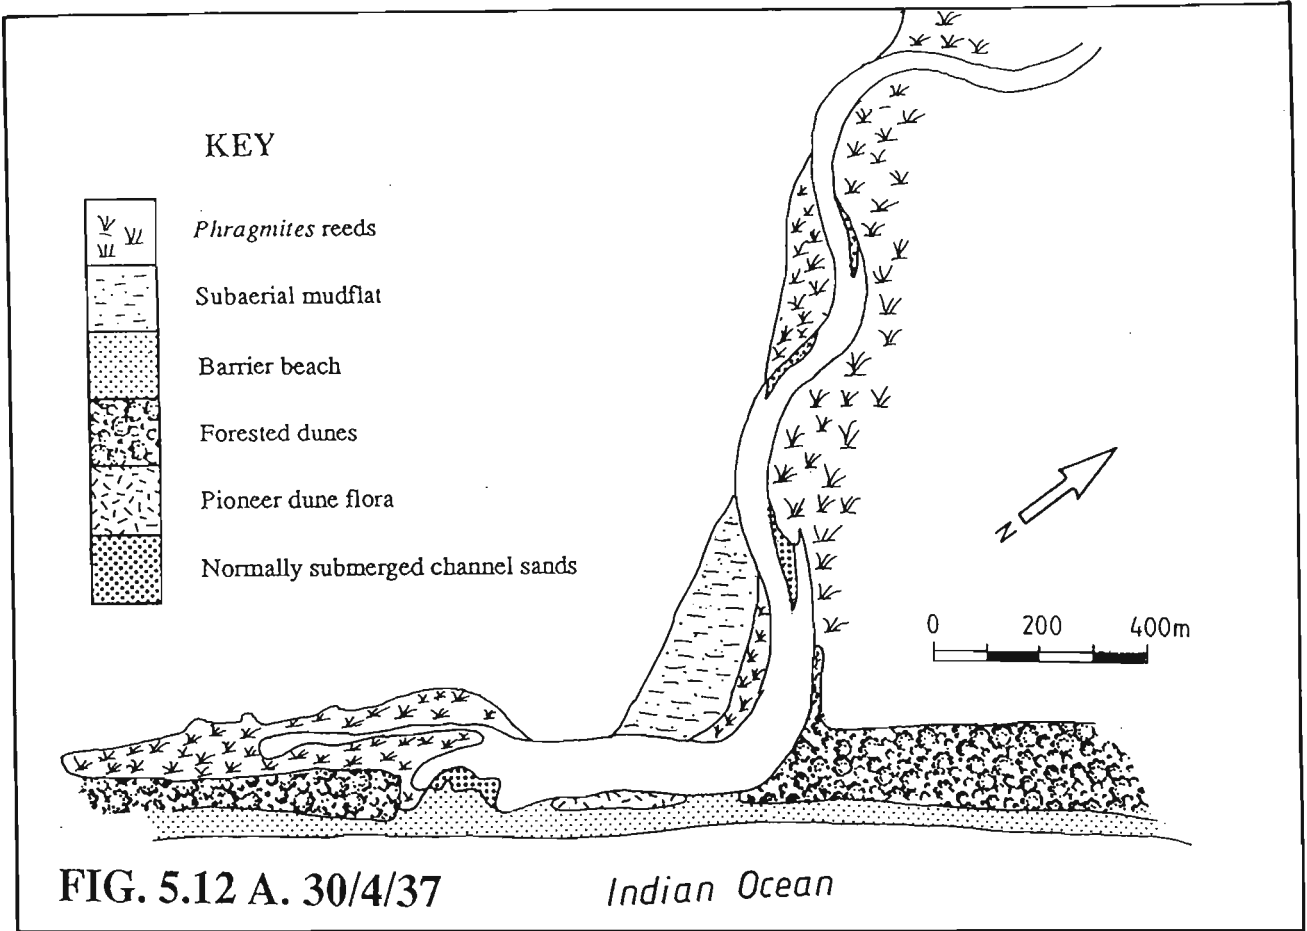 KEY
Phragmites reeds
Subaerial mudflat
Barrier beach
Forested dunes
Pioneer dune flora
Normally submerged channel sands
N
0 200 400m
FIG. 5.12 A. 30/4/37
Indian Ocean